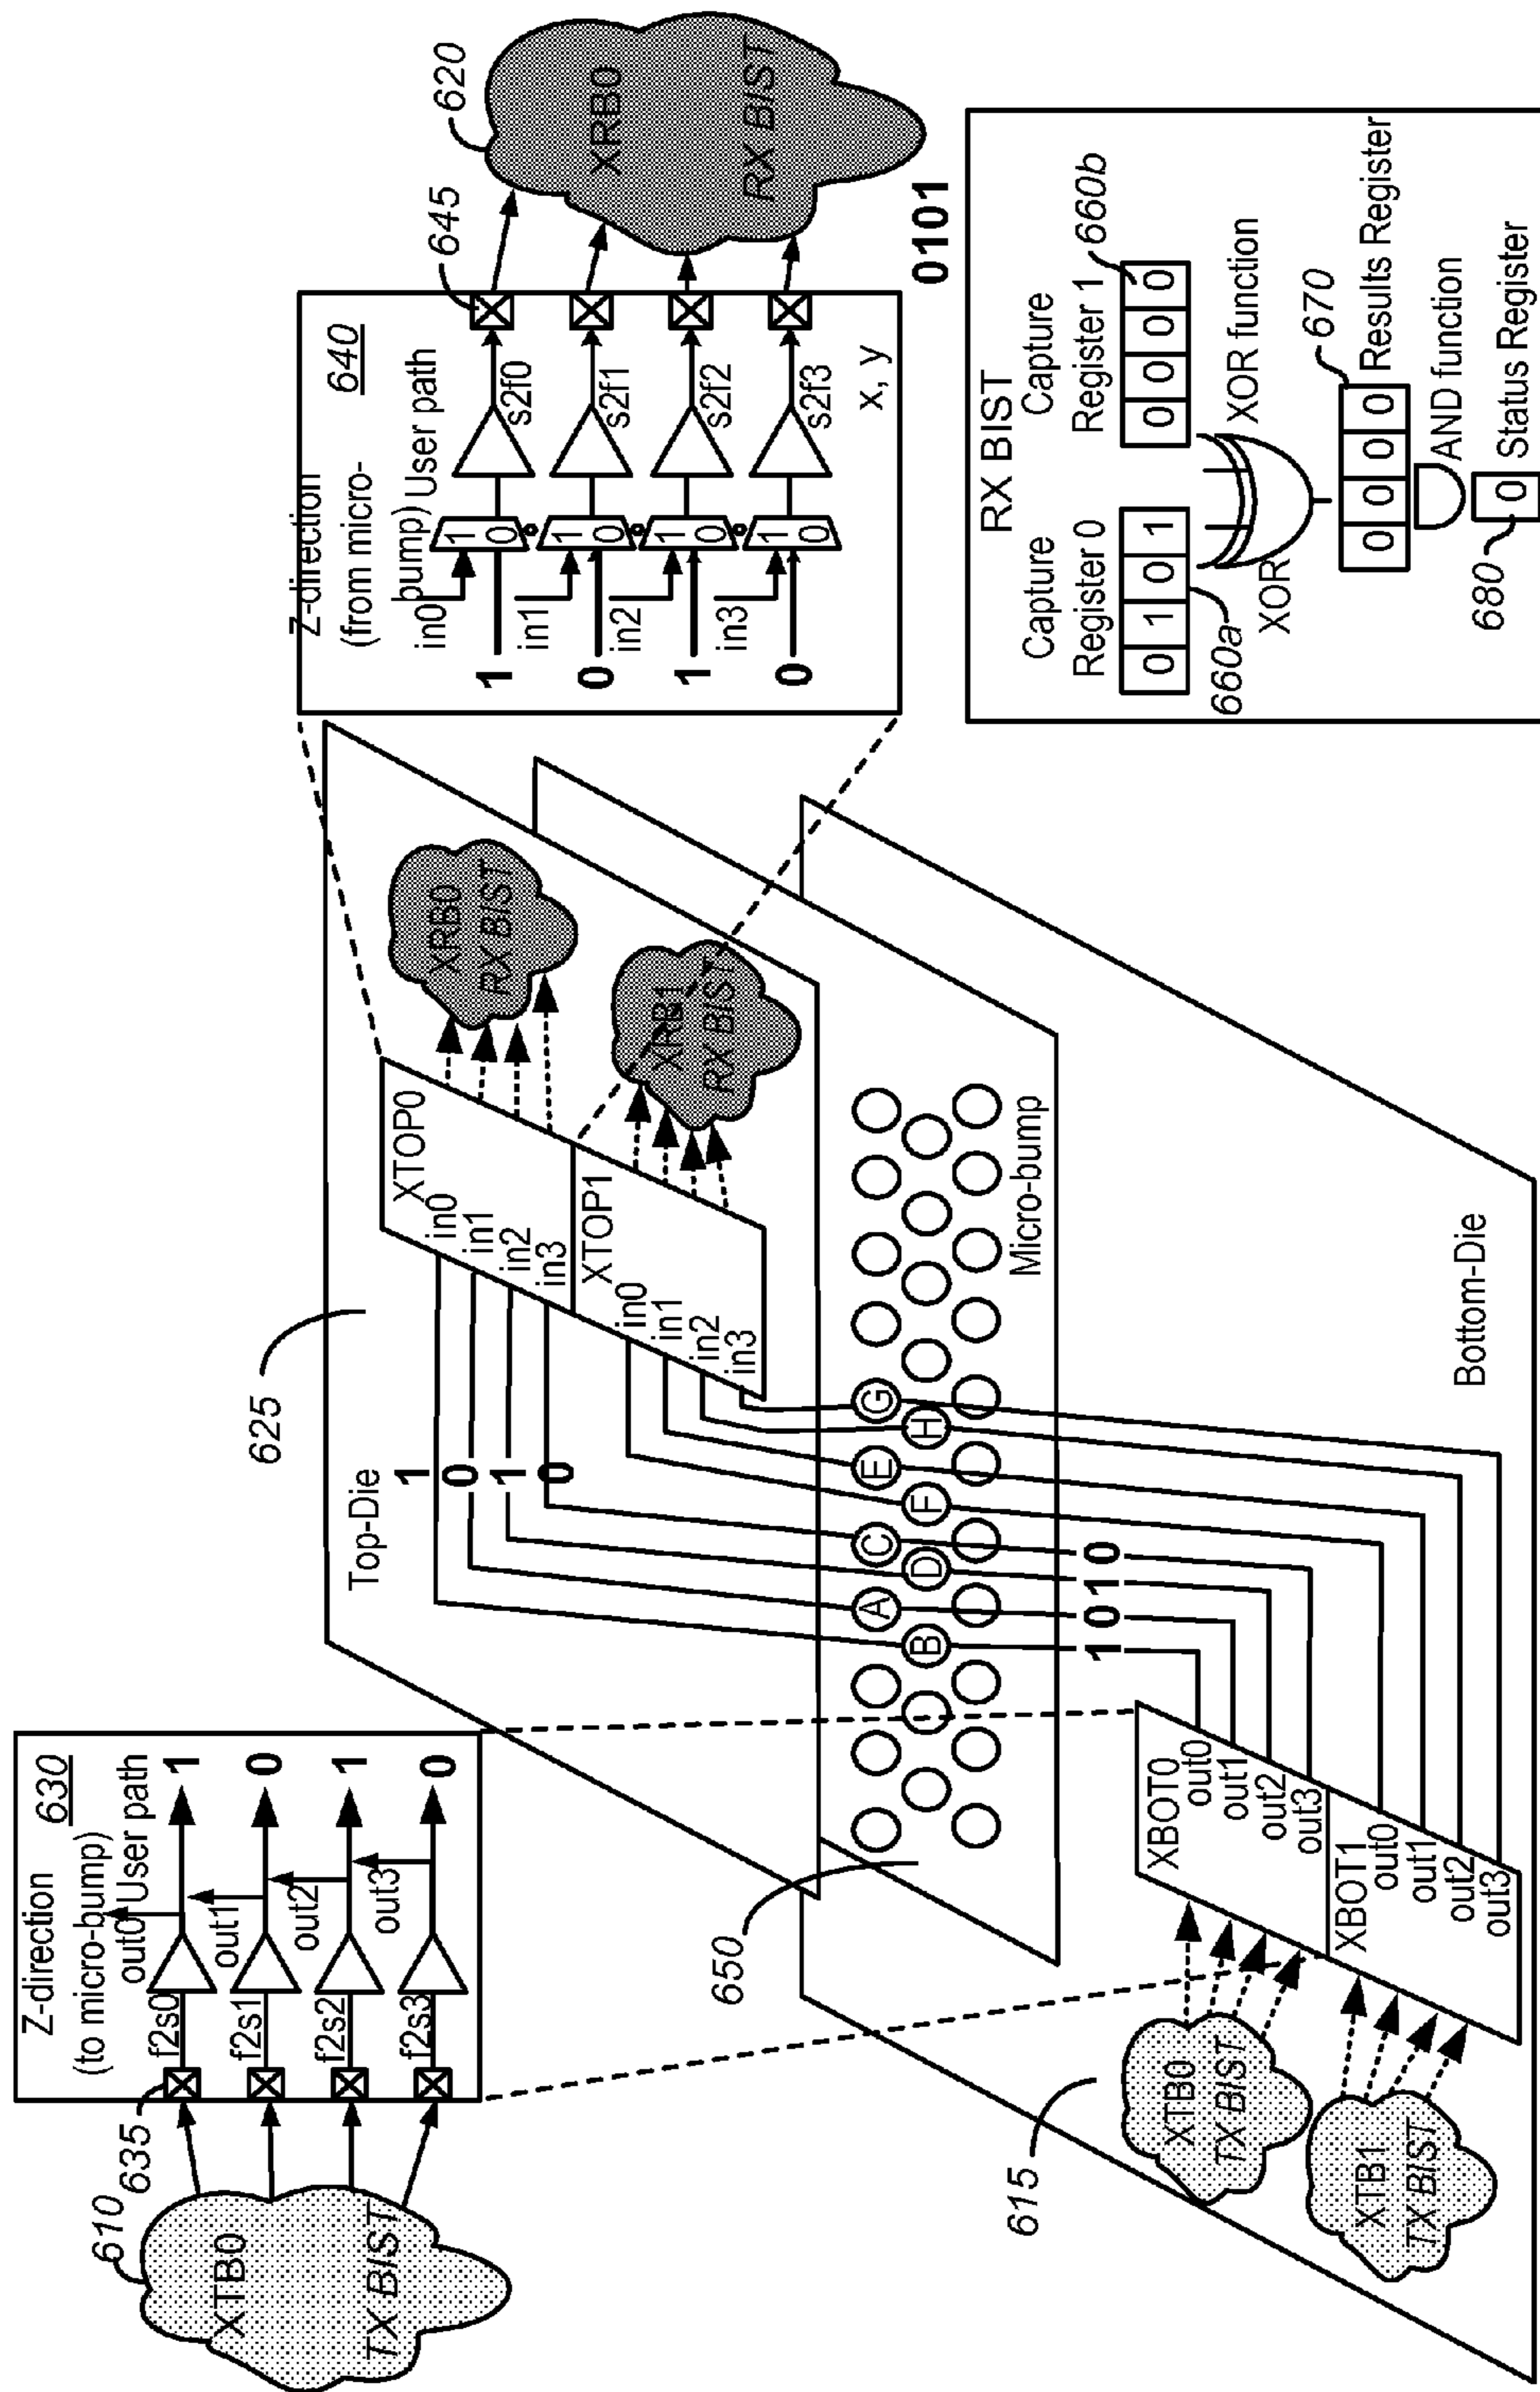 610
XTB0
TX BIST
635
Z-direction
(to micro-bump)
630
out0
User path
f2s0
1
out1
f2s1
0
out2
f2s2
1
out3
f2s3
0
625
Top-Die
1
0
1
0
XTOP0
in0
in1
in2
in3
XTOP1
in0
in1
in2
in3
XRB0
RX BIST
XRB1
RX BIST
650
B
A
D
C
F
E
H
G
Micro-bump
1
0
1
0
615
XTB0
TX BIST
XTB1
TX BIST
XBOT0
out0
out1
out2
out3
XBOT1
out0
out1
out2
out3
Bottom-Die
Z-direction
(from micro-
bump)
640
User path
in0
1
0
1
s2f0
in1
1
0
0
s2f1
in2
1
0
1
s2f2
in3
1
0
0
s2f3
x, y
645
620
XRB0
RX BIST
0101
RX BIST
Capture
Register 0
0 1 0 1
660a
Capture
Register 1
0 0 0 0
660b
XOR
XOR function
670
0 0 0 0
Results Register
AND function
0
Status Register
680